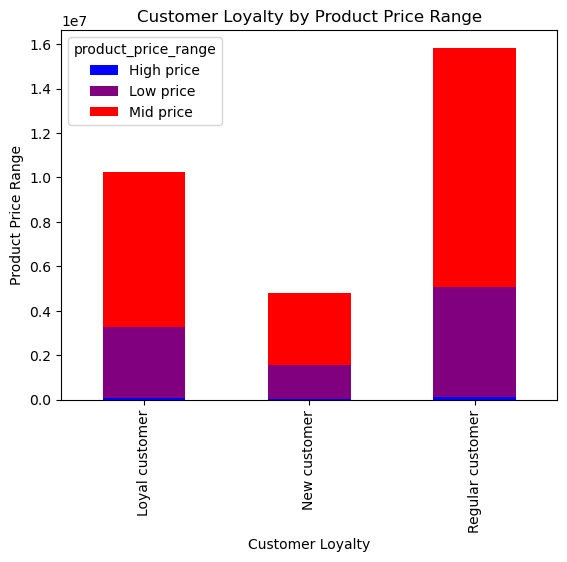 Customer Loyalty by Product Price Range
1e7
product_price_range
High price
Low price
Mid price
1.6
1.4
1.2
1.0
0.8
0.6
0.4
0.2
0.0
Product Price Range
Loyal customer
New customer
Regular customer
Customer Loyalty